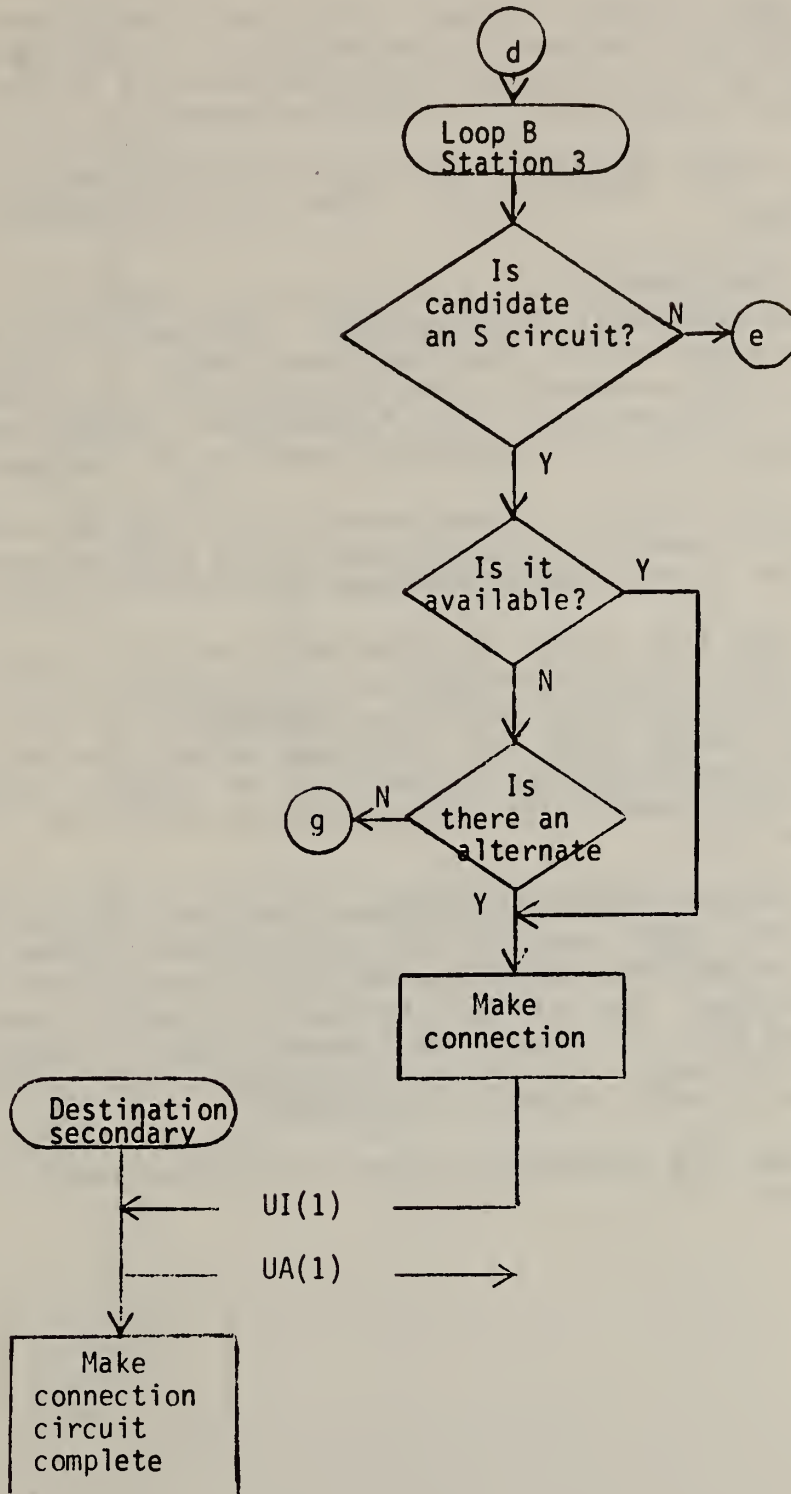 d
Loop B
Station 3
Is
candidate
an S circuit?
N
e
Y
Is it
available?
Y
N
Is
there an
alternate
N
g
Y
Make
connection
Destination
secondary
UI(1)
UA(1)
Make
connection
circuit
complete